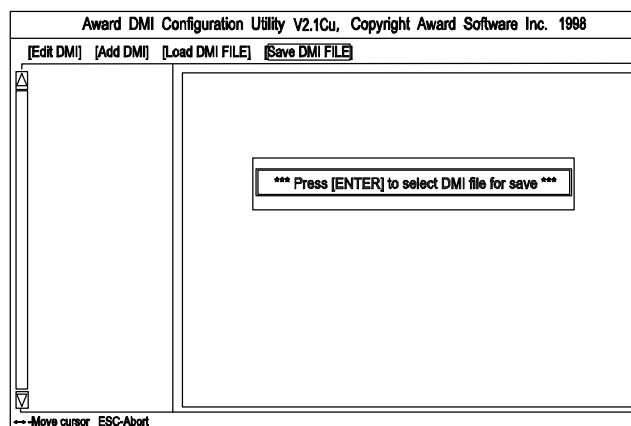 Award DMI Configuration Utility V2.1Cu, Copyright Award Software Inc. 1998
[Edit DMI] [Add DMI] [Load DMI FILE] [Save DMI FILE]
*** Press [ENTER] to select DMI file for save ***
↔-Move cursor ESC-Abort